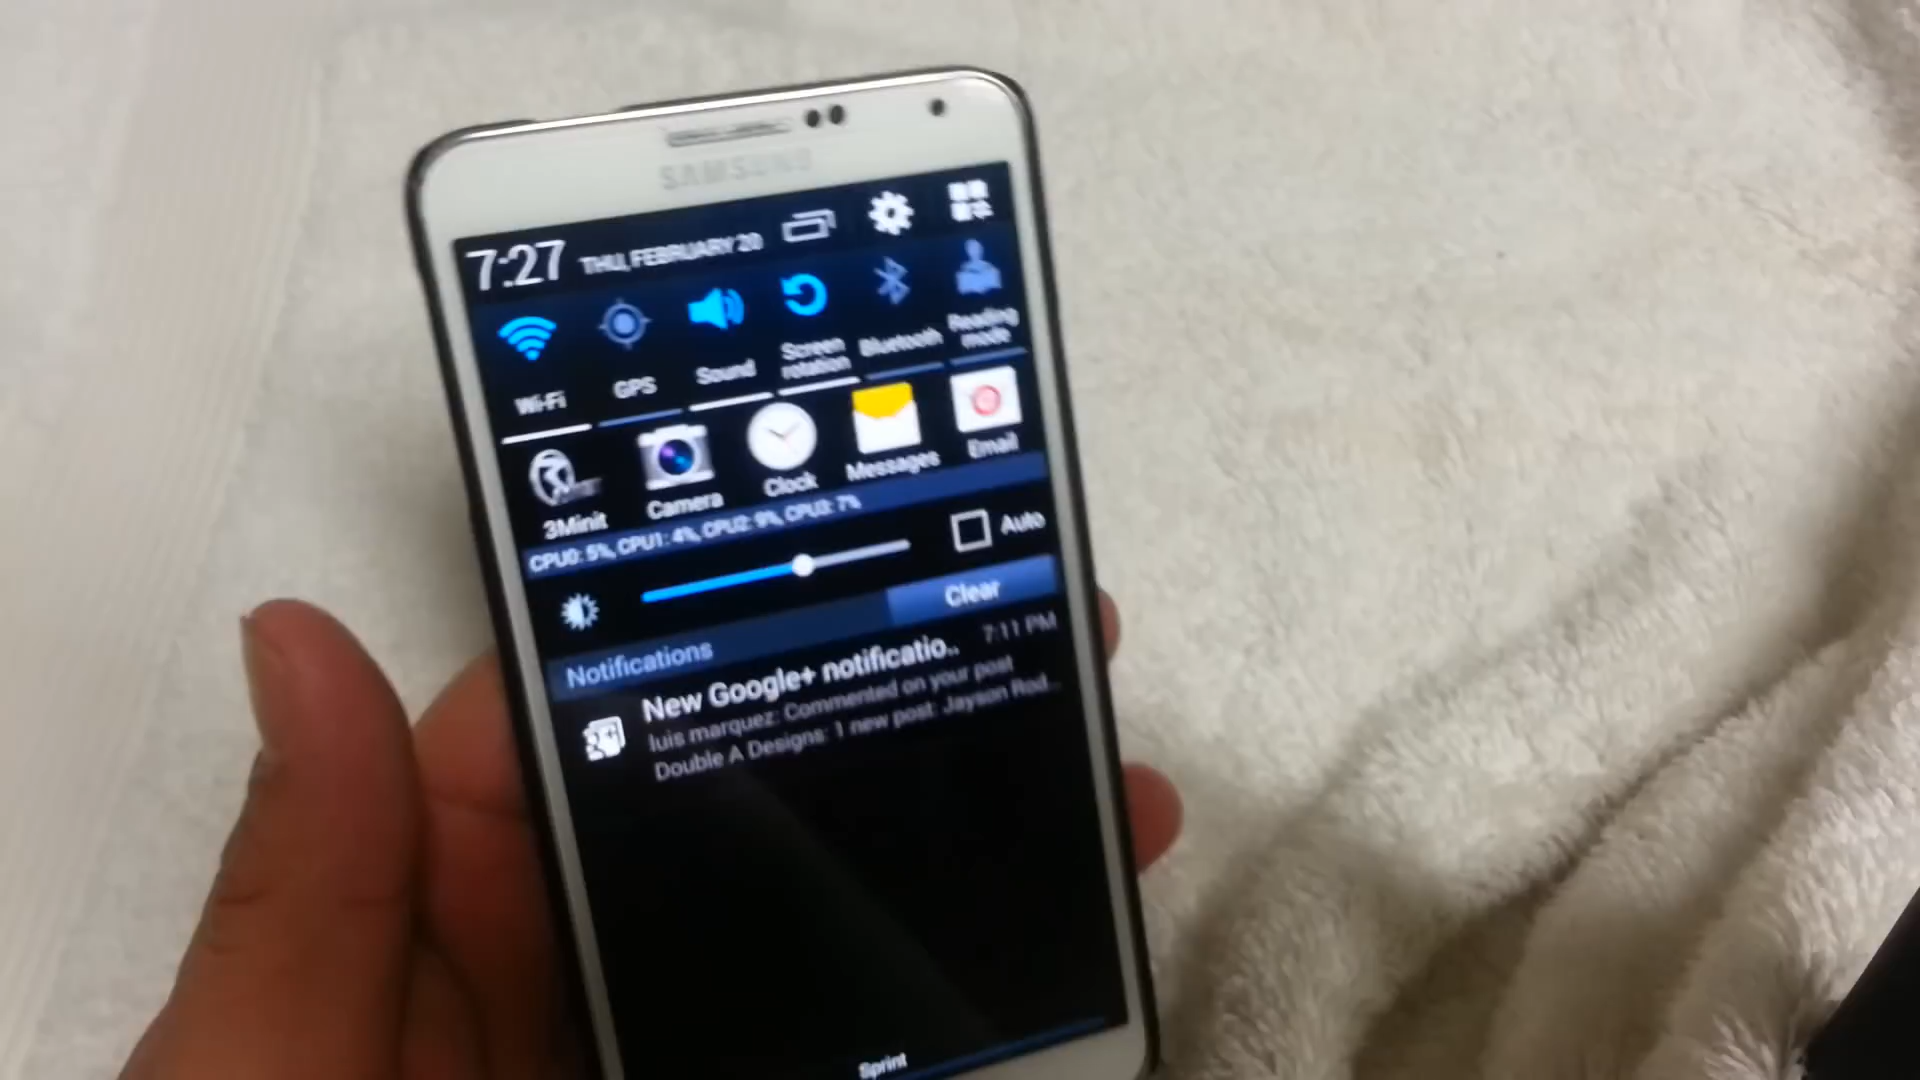 SAMSUNG
7:27 THU, FEBRUARY 20
Wi-Fi GPS Sound Screen rotation Bluetooth Reading mode
3Minit Camera Clock Messages Email
CPU0: 5%, CPU1: 4%, CPU2: 9%, CPU3: 7%
Auto
Notifications Clear
New Google+ notificatio.. 7:11 PM
luis marquez: Commented on your post
Double A Designs: 1 new post: Jayson Rod...
Sprint